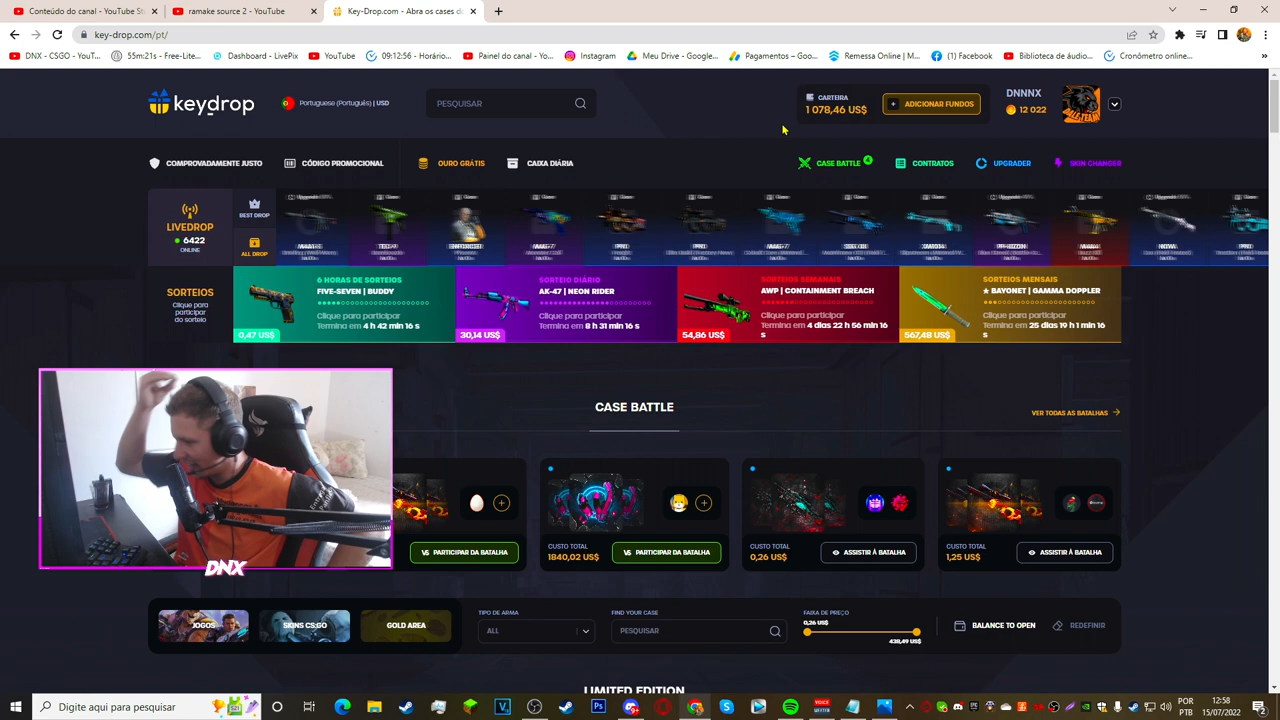 Conteúdo do canal - YouTube St
keydrop source - YouTube
Key-Drop.com - Ao os cases do
key-drop.com/pt/
DNX - CSGO - YouT...
55m:21s - Free-Lite...
Dashboard - LivePix
YouTube
09:12:56 - Horário...
Painel do canal - Yo...
Instagram
Meu Drive - Google...
Pagamentos – Goo...
Remessa Online | M...
(1) Facebook
Biblioteca de áudio...
Cronómetro online...
keydrop
Portuguese (Português) | USD
PESQUISAR
CARTEIRA
1 078,46 US$
ADICIONAR FUNDOS
DNNNX
12 022
COMPROVADAMENTE JUSTO
CÓDIGO PROMOCIONAL
OURO GRÁTIS
CAIXA DIÁRIA
CASE BATTLE
CONTRATOS
UPGRADER
SKIN CHANGER
LIVEDROP
6422
ONLINE
BEST DROP
ALL DROP
SORTEIOS
Clique para
participar
do sorteio
6 HORAS DE SORTEIOS
FIVE-SEVEN | BUDDY
Clique para participar
Termina em 4 h 42 min 16 s
0,47 US$
SORTEIO DIÁRIO
AK-47 | NEON RIDER
Clique para participar
Termina em 8 h 31 min 16 s
30,14 US$
SORTEIOS SEMANAIS
AWP | CONTAINMENT BREACH
Clique para participar
Termina em 4 dias 22 h 56 min 16
s
54,86 US$
SORTEIOS MENSAIS
★ BAYONET | GAMMA DOPPLER
Clique para participar
Termina em 25 dias 19 h 1 min 16
s
567,48 US$
CASE BATTLE
VER TODAS AS BATALHAS
PARTICIPAR DA BATALHA
CUSTO TOTAL
1840,02 US$
PARTICIPAR DA BATALHA
CUSTO TOTAL
0,26 US$
ASSISTIR À BATALHA
CUSTO TOTAL
1,25 US$
ASSISTIR À BATALHA
DNX
JOGOS
SKINS CS:GO
GOLD AREA
TIPO DE ARMA
ALL
FIND YOUR CASE
PESQUISAR
FAIXA DE PREÇO
0,26 US$
438,49 US$
BALANCE TO OPEN
REDEFINIR
LIMITED EDITION
Digite aqui para pesquisar
POR
PTB
12:58
15/07/2022